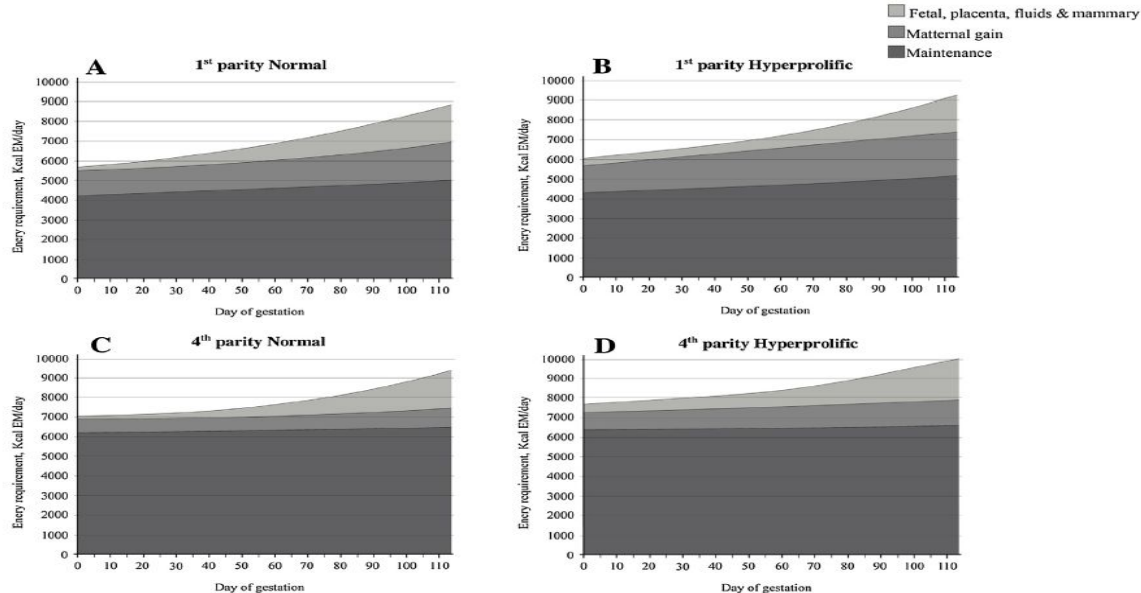 Fetal, placenta, fluids & mammary
Matternal gain
Maintenance
A
1st parity Normal
Enery requirement, Kcal EM/day
10000
9000
8000
7000
6000
5000
4000
3000
2000
1000
0
0 10 20 30 40 50 60 70 80 90 100 110
Day of gestation
B
1st parity Hyperprolific
Enery requirement, Kcal EM/day
10000
9000
8000
7000
6000
5000
4000
3000
2000
1000
0
0 10 20 30 40 50 60 70 80 90 100 110
Day of gestation
C
4th parity Normal
Enery requirement, Kcal EM/day
10000
9000
8000
7000
6000
5000
4000
3000
2000
1000
0
0 10 20 30 40 50 60 70 80 90 100 110
Day of gestation
D
4th parity Hyperprolific
Enery requirement, Kcal EM/day
10000
9000
8000
7000
6000
5000
4000
3000
2000
1000
0
0 10 20 30 40 50 60 70 80 90 100 110
Day of gestation